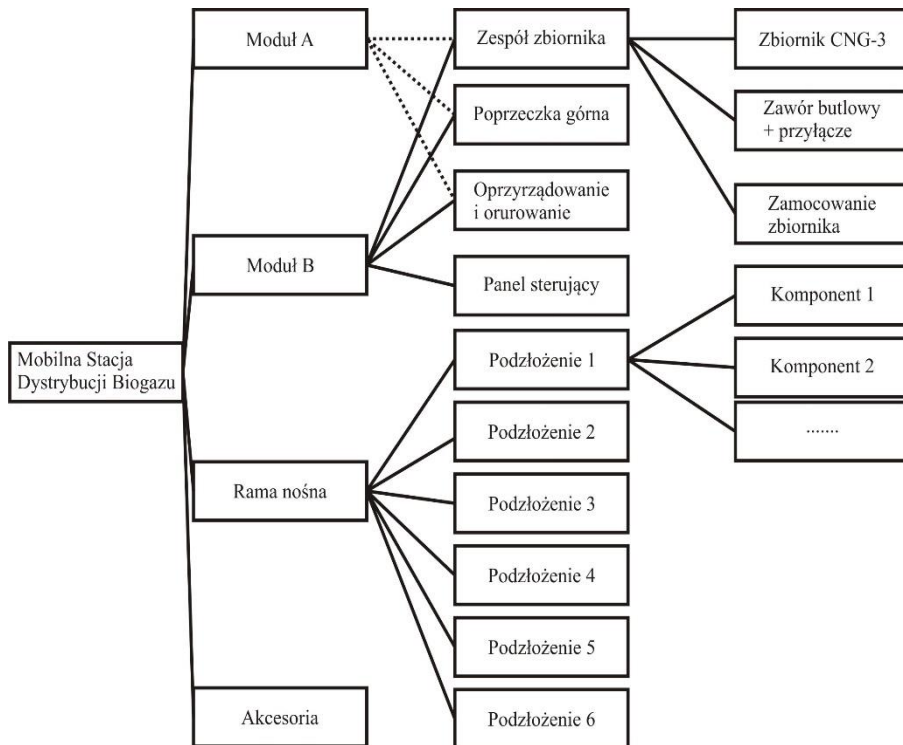 Moduł A
Zespół zbiornika
Zbiornik CNG-3
Poprzeczka górna
Zawór butlowy
+ przyłącze
Oprzyrządowanie
i orurowanie
Zamocowanie
zbiornika
Moduł B
Panel sterujący
Komponent 1
Mobilna Stacja
Dystrybucji Biogazu
Podzłożenie 1
Komponent 2
Podzłożenie 2
.......
Rama nośna
Podzłożenie 3
Podzłożenie 4
Podzłożenie 5
Akcesoria
Podzłożenie 6